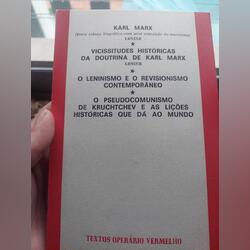 KARL MARX
(Breve esboço biográfico com uma exposição do marxismo)
LENINE
VICISSITUDES HISTÓRICAS
DA DOUTRINA DE KARL MARX
LENINE
O LENINISMO E O REVISIONISMO
CONTEMPORÂNEO
O PSEUDOCOMUNISMO
DE KRUCHTCHEV E AS LIÇÕES
HISTÓRICAS QUE DÁ AO MUNDO
TEXTOS OPERÁRIO VERMELHO